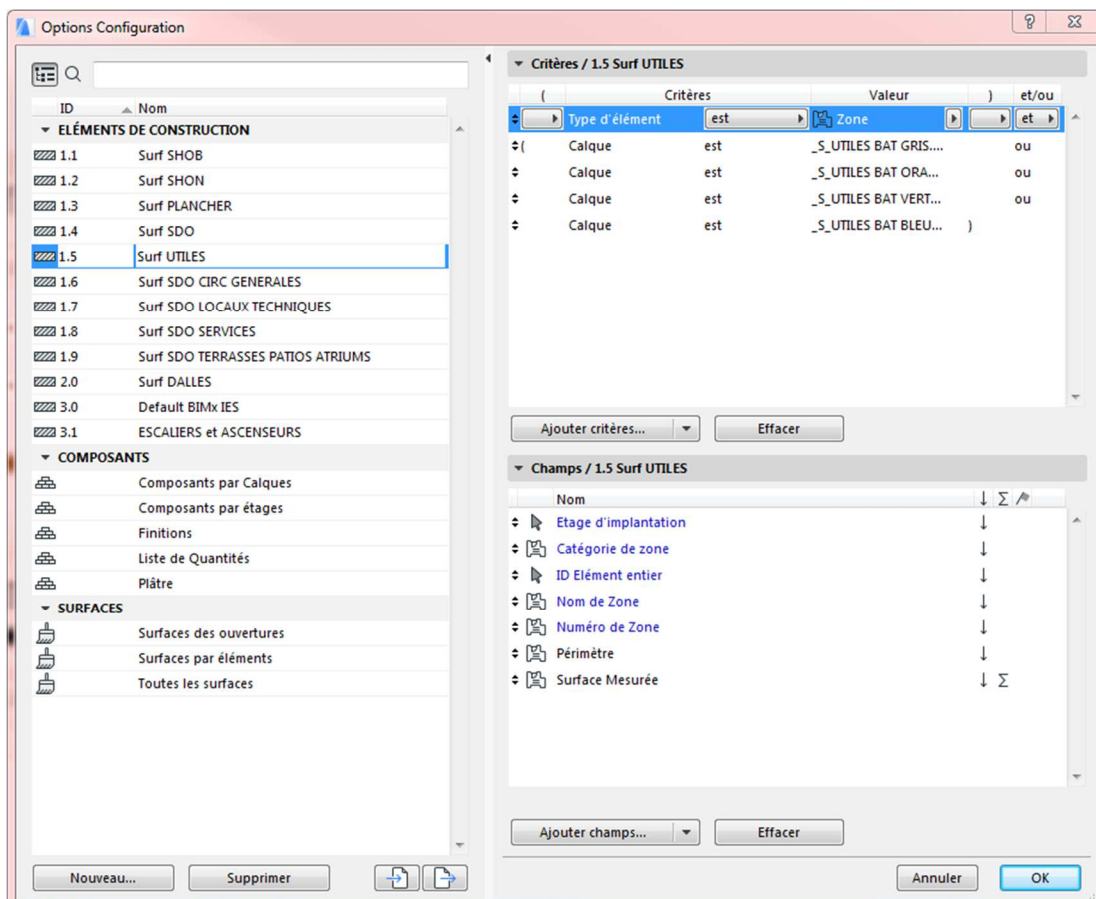 Options Configuration
ID Nom
ELÉMENTS DE CONSTRUCTION
1.1 Surf SHOB
1.2 Surf SHON
1.3 Surf PLANCHER
1.4 Surf SDO
1.5 Surf UTILES
1.6 Surf SDO CIRC GENERALES
1.7 Surf SDO LOCAUX TECHNIQUES
1.8 Surf SDO SERVICES
1.9 Surf SDO TERRASSES PATIOS ATRIUMS
2.0 Surf DALLES
3.0 Default BIMx IES
3.1 ESCALIERS et ASCENSEURS
COMPOSANTS
Composants par Calques
Composants par étages
Finitions
Liste de Quantités
Plâtre
SURFACES
Surfaces des ouvertures
Surfaces par éléments
Toutes les surfaces
Nouveau... Supprimer
Critères / 1.5 Surf UTILES
( Critères Valeur ) et/ou
Type d'élément est Zone et
( Calque est _S_UTILES BAT GRIS.... ou
Calque est _S_UTILES BAT ORA... ou
Calque est _S_UTILES BAT VERT... ou
Calque est _S_UTILES BAT BLEU... )
Ajouter critères... Effacer
Champs / 1.5 Surf UTILES
Nom ↓ Σ
Etage d'implantation ↓
Catégorie de zone ↓
ID Elément entier ↓
Nom de Zone ↓
Numéro de Zone ↓
Périmètre ↓
Surface Mesurée ↓ Σ
Ajouter champs... Effacer
Annuler OK